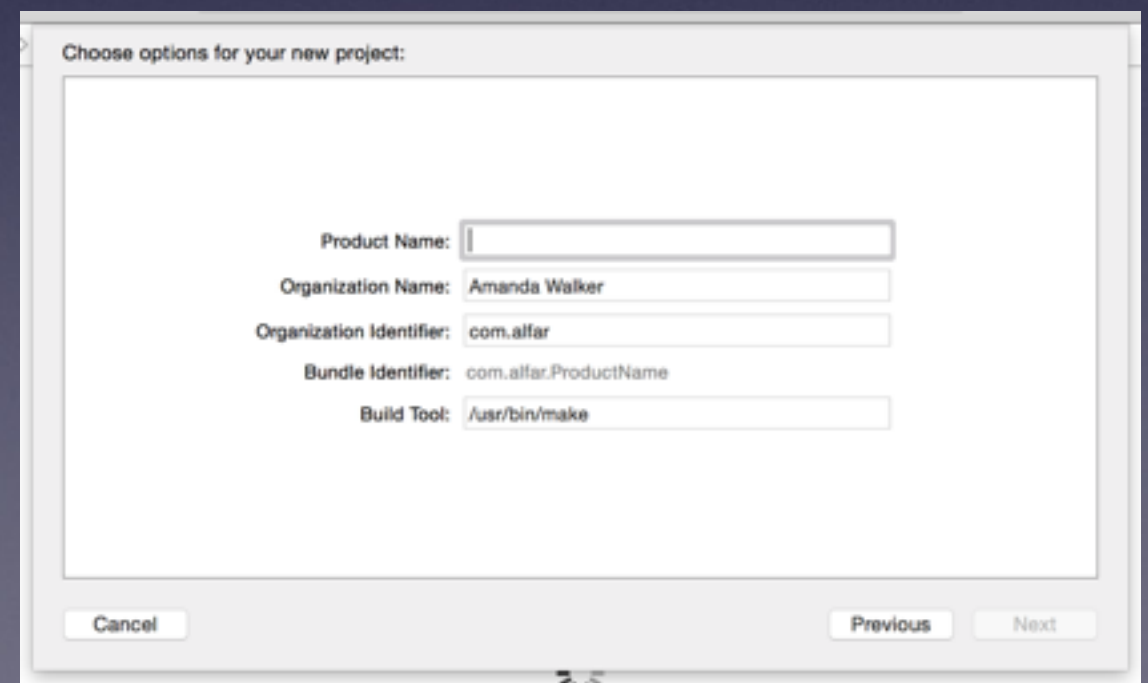 Choose options for your new project:
Product Name:
Organization Name: Amanda Walker
Organization Identifier: com.alfar
Bundle Identifier: com.alfar.ProductName
Build Tool: /usr/bin/make
Cancel Previous Next